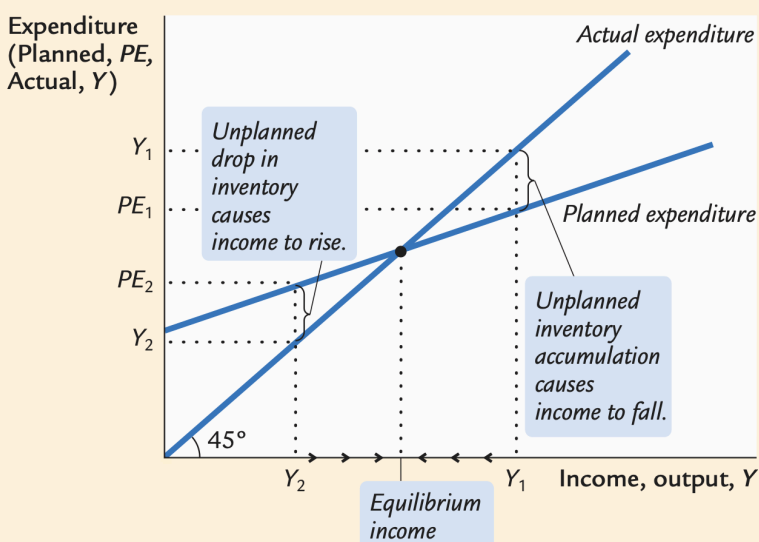 Expenditure
(Planned, PE,
Actual, Y)
Actual expenditure
Unplanned
drop in
inventory
causes
income to rise.
Y₁
PE₁
Planned expenditure
PE₂
Y₂
Unplanned
inventory
accumulation
causes
income to fall.
45°
Y₂
Y₁
Income, output, Y
Equilibrium
income